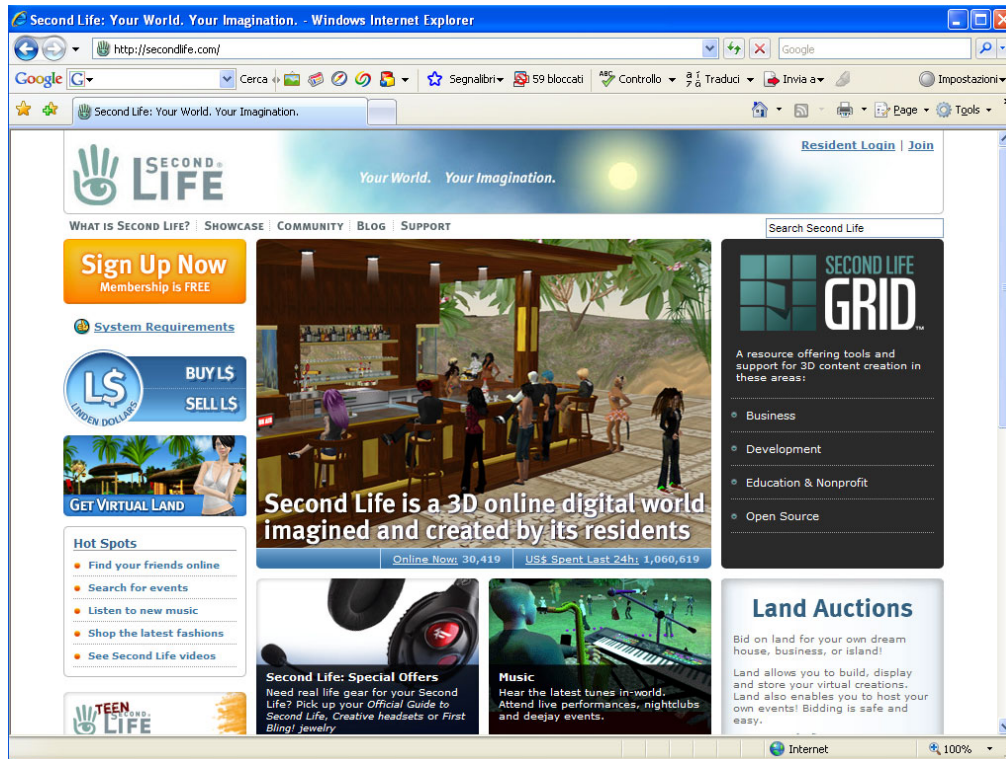 Second Life: Your World. Your Imagination. - Windows Internet Explorer
http://secondlife.com/
Google
Google G Cerca Segnalibri 59 bloccati Controllo Traduci Invia a Impostazioni
Second Life: Your World. Your Imagination.
Page Tools
SECOND LIFE
Your World. Your Imagination.
Resident Login | Join
WHAT IS SECOND LIFE? SHOWCASE COMMUNITY BLOG SUPPORT
Search Second Life
Sign Up Now
Membership is FREE
System Requirements
L$
LINDEN DOLLARS
BUY L$
SELL L$
GET VIRTUAL LAND
Hot Spots
Find your friends online
Search for events
Listen to new music
Shop the latest fashions
See Second Life videos
TEEN SECOND LIFE
Second Life is a 3D online digital world
imagined and created by its residents
Online Now: 30,419 US$ Spent Last 24h: 1,060,619
Second Life: Special Offers
Need real life gear for your Second
Life? Pick up your Official Guide to
Second Life, Creative headsets or First
Bling! jewelry
Music
Hear the latest tunes in-world.
Attend live performances, nightclubs
and deejay events.
SECOND LIFE
GRID™
A resource offering tools and
support for 3D content creation in
these areas:
Business
Development
Education & Nonprofit
Open Source
Land Auctions
Bid on land for your own dream
house, business, or island!
Land allows you to build, display
and store your virtual creations.
Land also enables you to host your
own events! Bidding is safe and
easy.
Internet 100%